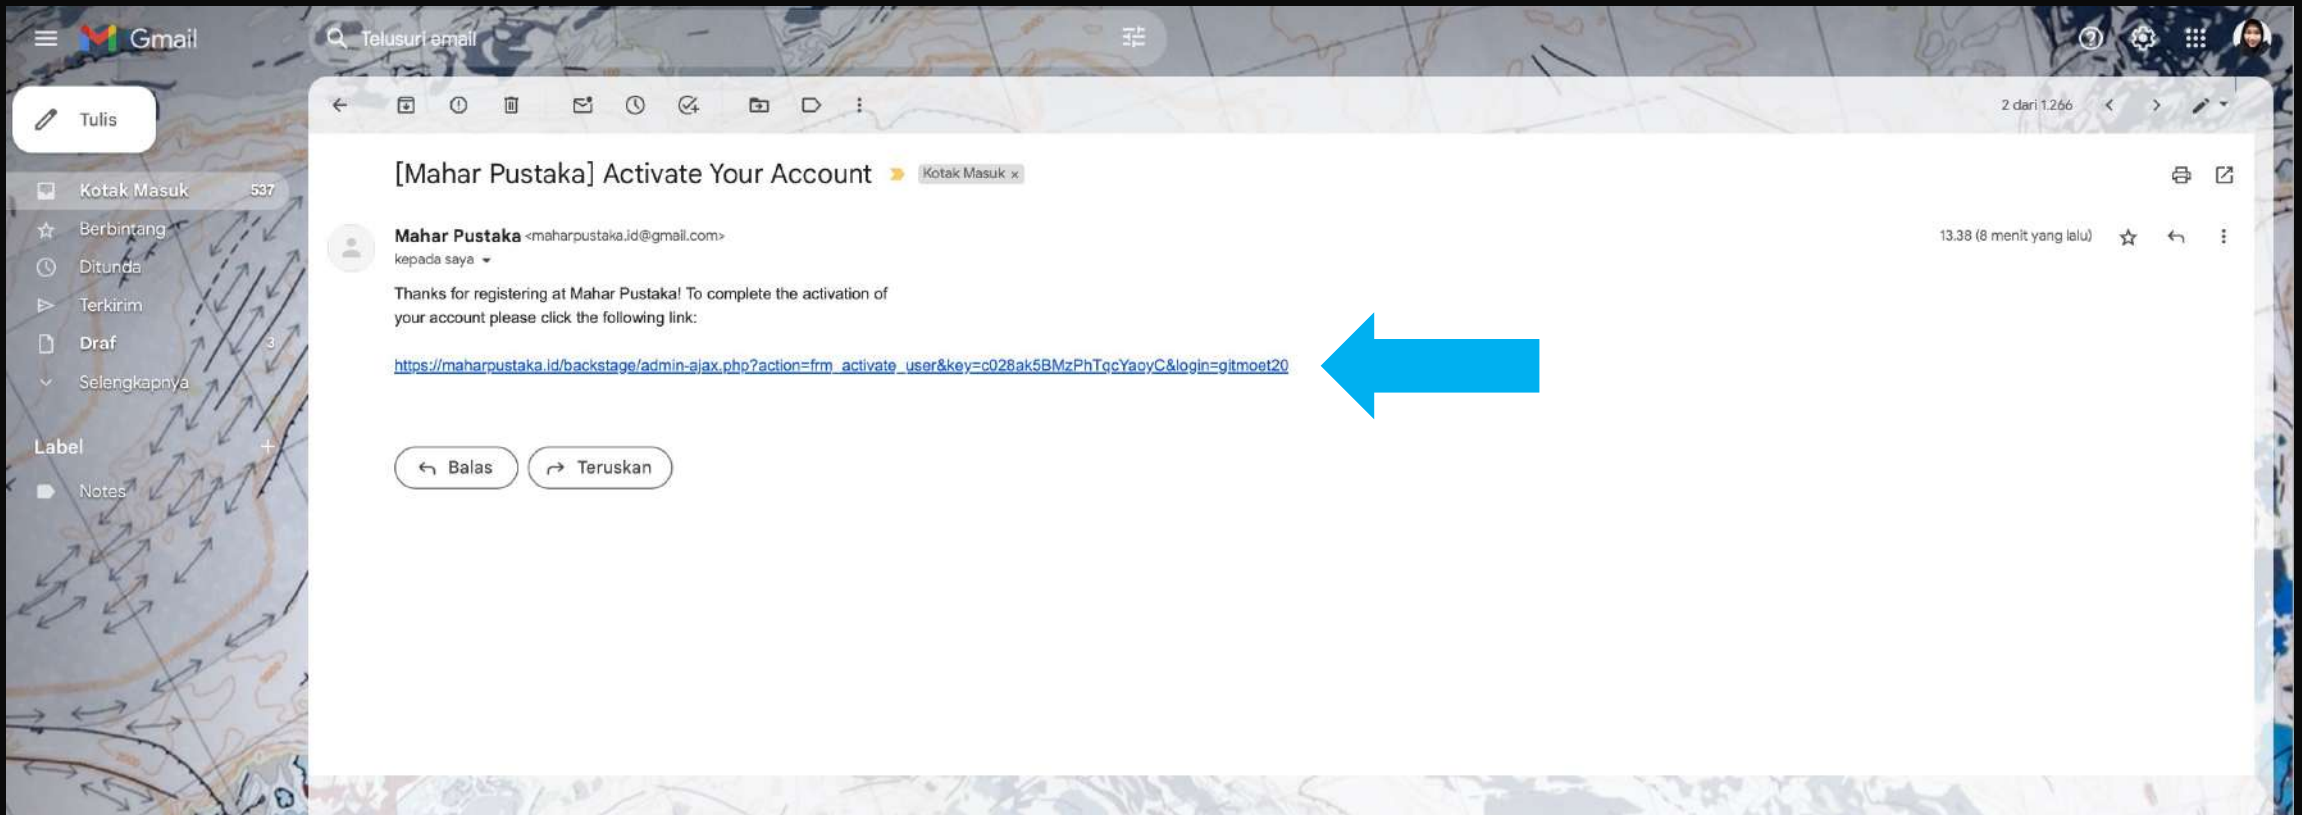 Gmail
Telusuri email
Tulis
2 dari 1.266
[Mahar Pustaka] Activate Your Account
Kotak Masuk x
Kotak Masuk 537
Berbintang
Ditunda
Terkirim
Draf 3
Selengkapnya
Label +
Notes
Mahar Pustaka <maharpustaka.id@gmail.com>
13.38 (8 menit yang lalu)
kepada saya
Thanks for registering at Mahar Pustaka! To complete the activation of
your account please click the following link:
https://maharpustaka.id/backstage/admin-ajax.php?action=frm_activate_user&key=c028ak5BMzPhTqcYaoyC&login=gitmoet20
Balas
Teruskan